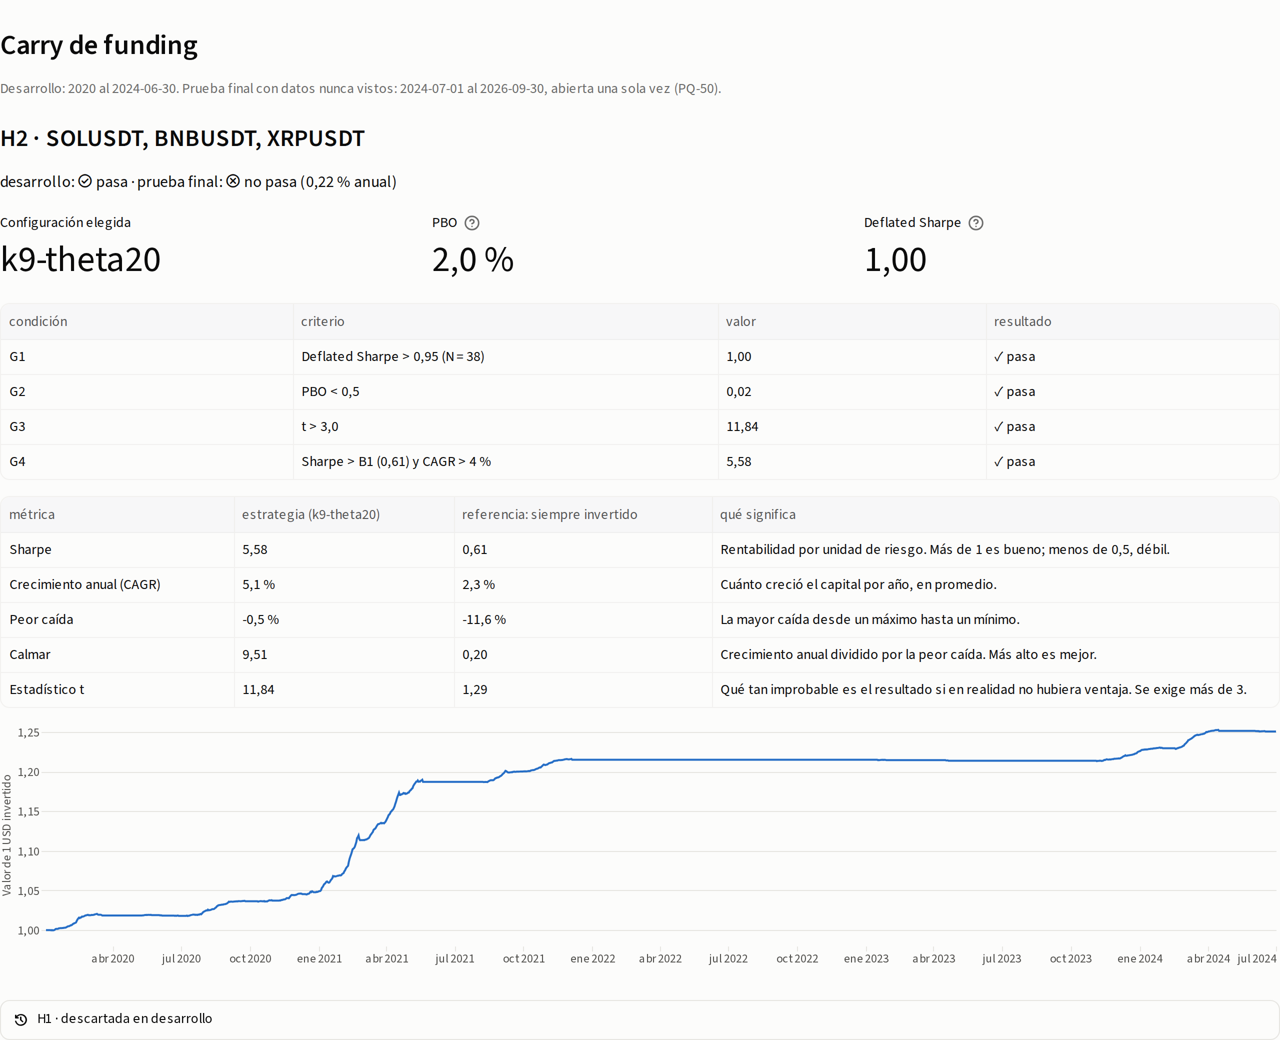 Carry de funding
Desarrollo: 2020 al 2024-06-30. Prueba final con datos nunca vistos: 2024-07-01 al 2026-09-30, abierta una sola vez (PQ-50).
H2 · SOLUSDT, BNBUSDT, XRPUSDT
desarrollo: pasa · prueba final: no pasa (0,22 % anual)
Configuración elegida PBO Deflated Sharpe
k9-theta20 2,0 % 1,00
condición criterio valor resultado
G1 Deflated Sharpe > 0,95 (N = 38) 1,00 ✓ pasa
G2 PBO < 0,5 0,02 ✓ pasa
G3 t > 3,0 11,84 ✓ pasa
G4 Sharpe > B1 (0,61) y CAGR > 4 % 5,58 ✓ pasa
métrica estrategia (k9-theta20) referencia: siempre invertido qué significa
Sharpe 5,58 0,61 Rentabilidad por unidad de riesgo. Más de 1 es bueno; menos de 0,5, débil.
Crecimiento anual (CAGR) 5,1 % 2,3 % Cuánto creció el capital por año, en promedio.
Peor caída -0,5 % -11,6 % La mayor caída desde un máximo hasta un mínimo.
Calmar 9,51 0,20 Crecimiento anual dividido por la peor caída. Más alto es mejor.
Estadístico t 11,84 1,29 Qué tan improbable es el resultado si en realidad no hubiera ventaja. Se exige más de 3.
Valor de 1 USD invertido
1,25
1,20
1,15
1,10
1,05
1,00
abr 2020 jul 2020 oct 2020 ene 2021 abr 2021 jul 2021 oct 2021 ene 2022 abr 2022 jul 2022 oct 2022 ene 2023 abr 2023 jul 2023 oct 2023 ene 2024 abr 2024 jul 2024
H1 · descartada en desarrollo